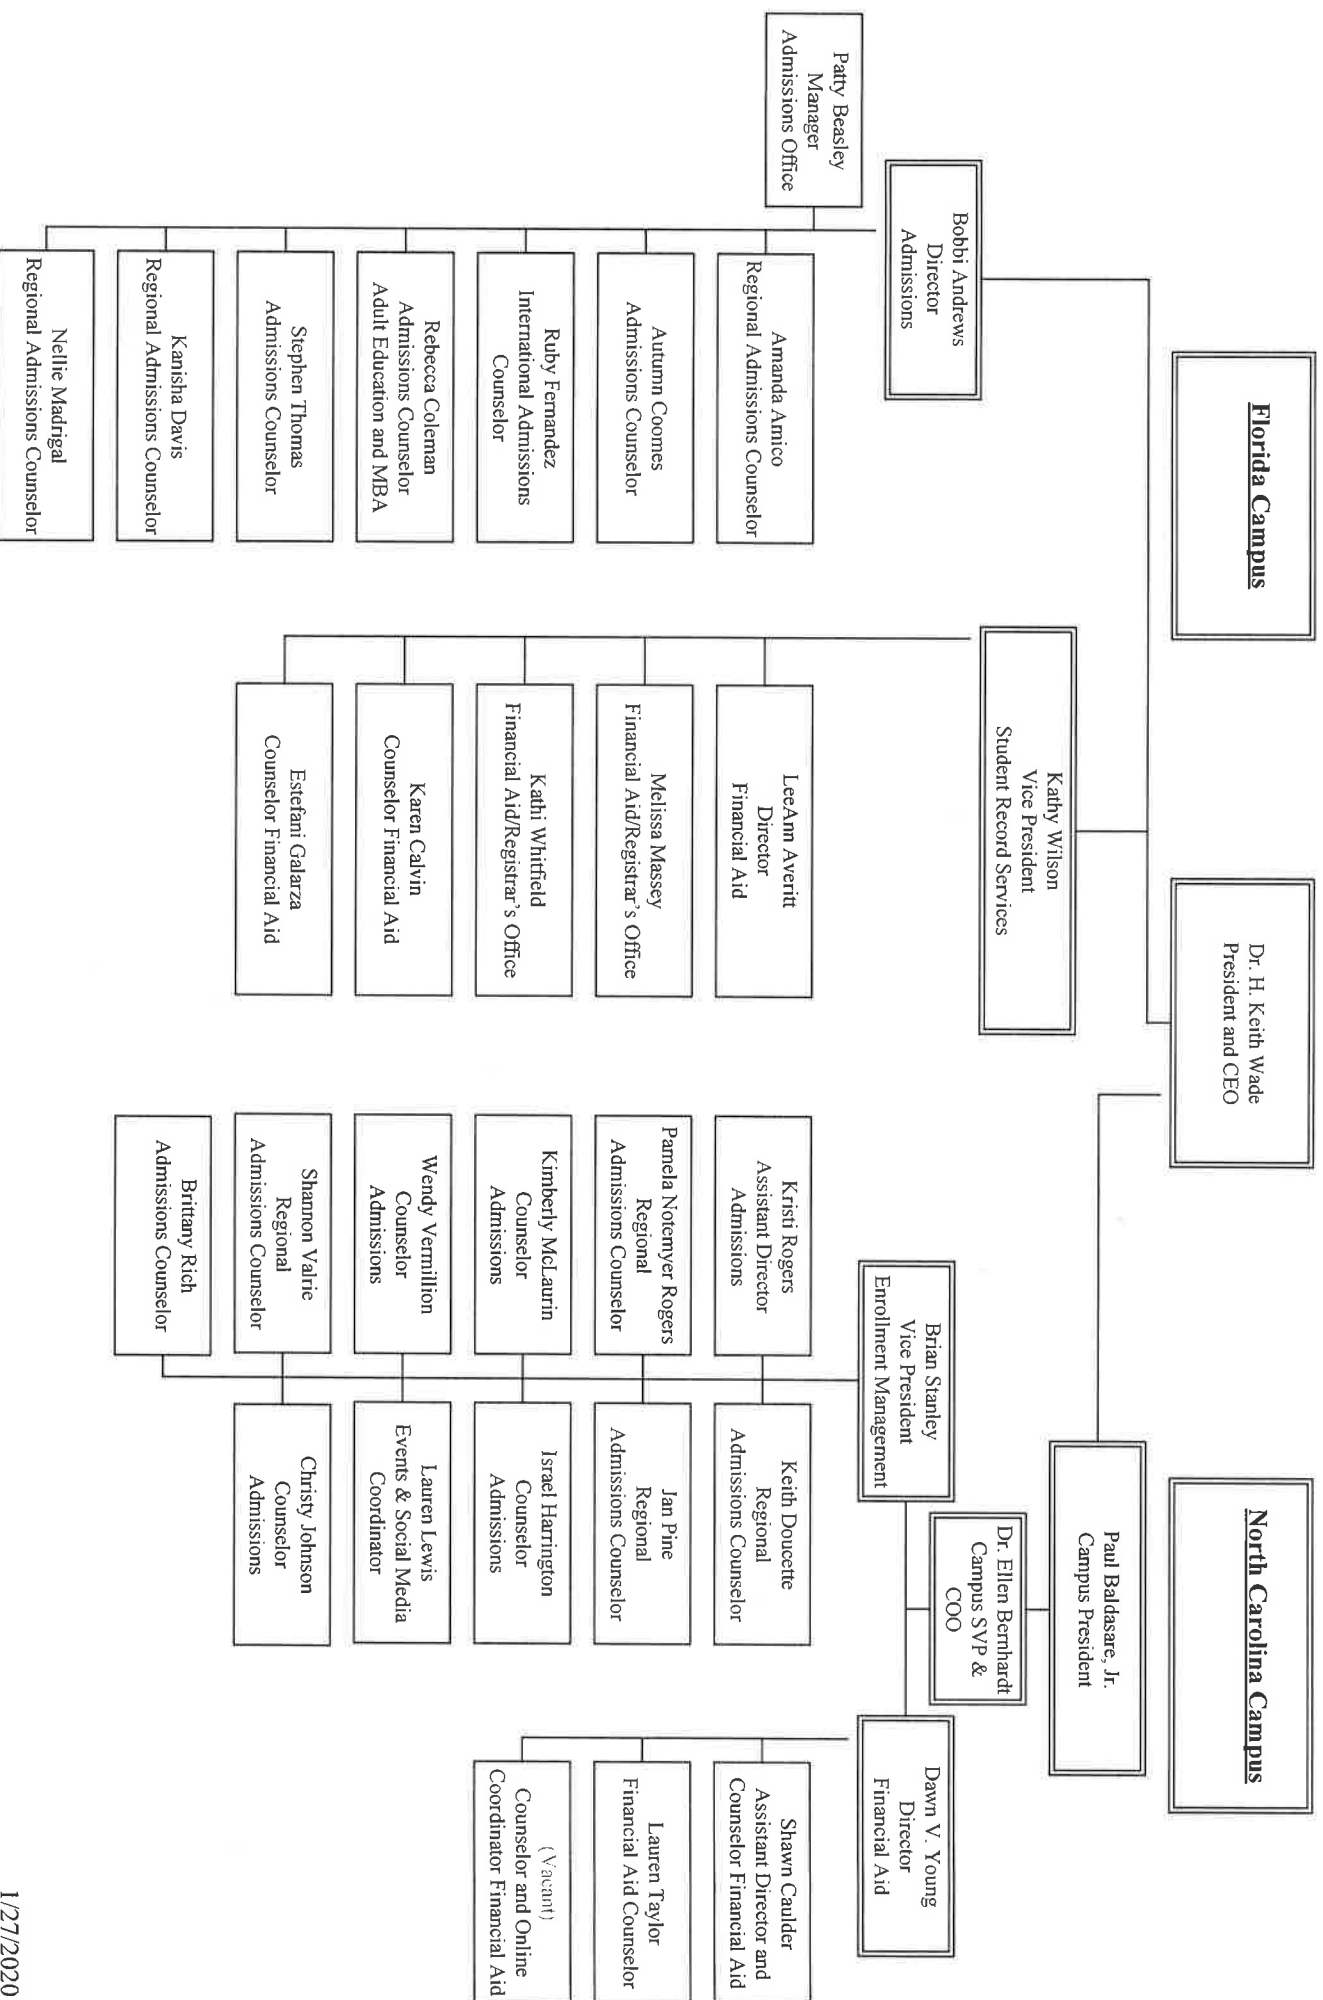 Florida Campus
Dr. H. Keith Wade
President and CEO
North Carolina Campus
Paul Baldasare, Jr.
Campus President
Kathy Wilson
Vice President
Student Record Services
Dr. Ellen Bernhardt
Campus SVP &
COO
Bobbi Andrews
Director
Admissions
Brian Stanley
Vice President
Enrollment Management
Dawn V. Young
Director
Financial Aid
Patty Beasley
Manager
Admissions Office
Amanda Amico
Regional Admissions Counselor
LeeAnn Averitt
Director
Financial Aid
Kristi Rogers
Assistant Director
Admissions
Keith Doucette
Regional
Admissions Counselor
Shawn Caulder
Assistant Director and
Counselor Financial Aid
Autumn Coomes
Admissions Counselor
Melissa Massey
Financial Aid/Registrar's Office
Pamela Notemyer Rogers
Regional
Admissions Counselor
Jan Pine
Regional
Admissions Counselor
Lauren Taylor
Financial Aid Counselor
Ruby Fernandez
International Admissions
Counselor
Kathi Whitfield
Financial Aid/Registrar's Office
Kimberly McLaurin
Counselor
Admissions
Israel Harrington
Counselor
Admissions
(Vacant)
Counselor and Online
Coordinator Financial Aid
Rebecca Coleman
Admissions Counselor
Adult Education and MBA
Karen Calvin
Counselor Financial Aid
Wendy Vermillion
Counselor
Admissions
Lauren Lewis
Events & Social Media
Coordinator
Stephen Thomas
Admissions Counselor
Estefani Galarza
Counselor Financial Aid
Shannon Valrie
Regional
Admissions Counselor
Christy Johnson
Counselor
Admissions
Kanisha Davis
Regional Admissions Counselor
Brittany Rich
Admissions Counselor
Nellie Madrigal
Regional Admissions Counselor
1/27/2020